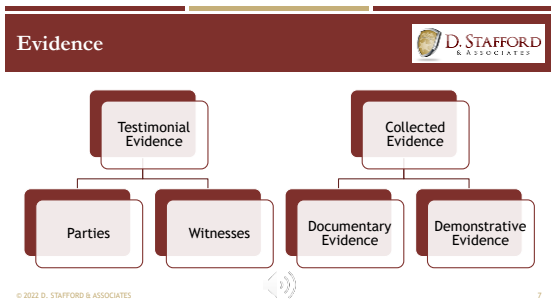 Evidence
D. STAFFORD
& ASSOCIATES
Testimonial
Evidence
Collected
Evidence
Parties
Witnesses
Documentary
Evidence
Demonstrative
Evidence
© 2022 D. STAFFORD & ASSOCIATES
7